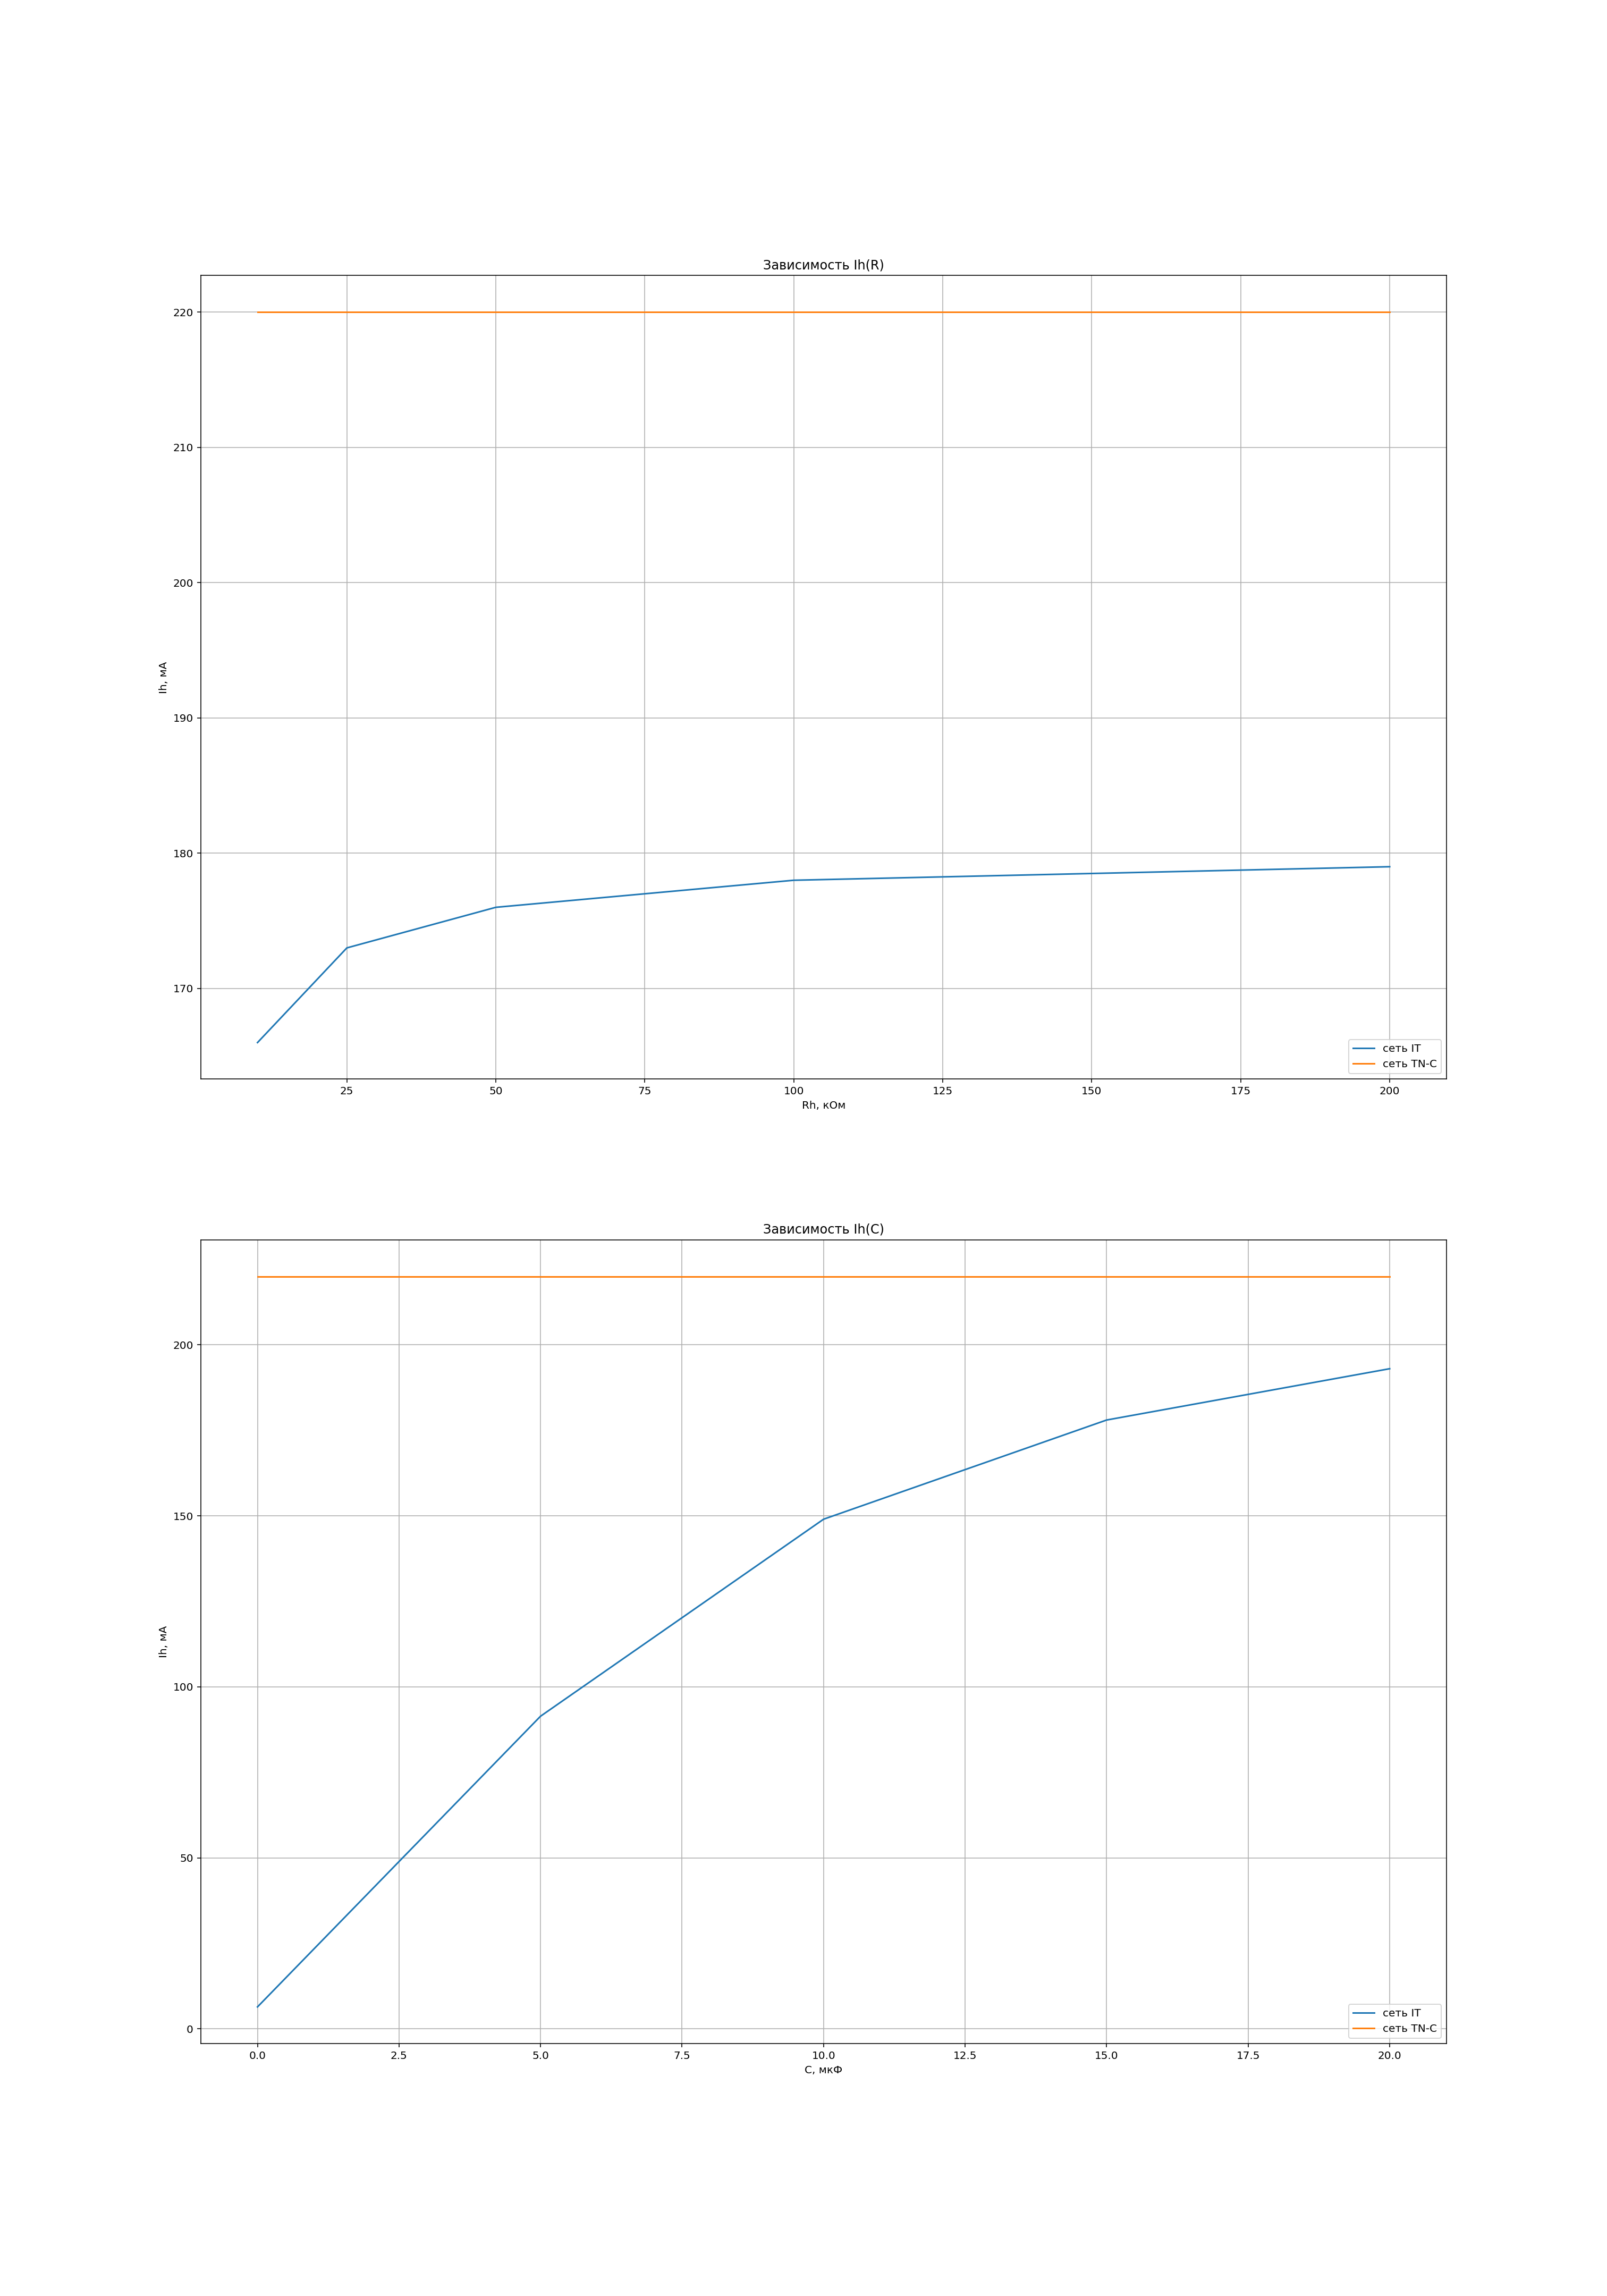 Зависимость Ih(R)
220
210
200
190
180
170
Ih, мА
25 50 75 100 125 150 175 200
Rh, кОм
сеть IT
сеть TN-C
Зависимость Ih(C)
200
150
100
50
0
Ih, мА
0.0 2.5 5.0 7.5 10.0 12.5 15.0 17.5 20.0
C, мкФ
сеть IT
сеть TN-C